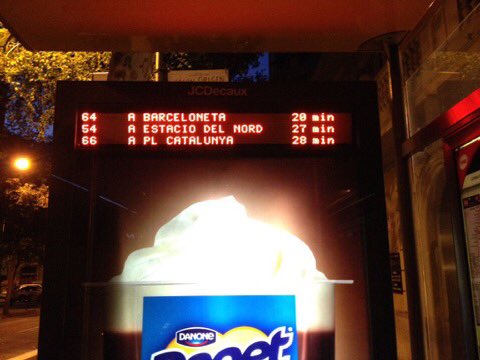 JCDecaux
64 A BARCELONETA 20 min
54 A ESTACIO DEL NORD 27 min
66 A PL CATALUNYA 28 min
DANONE